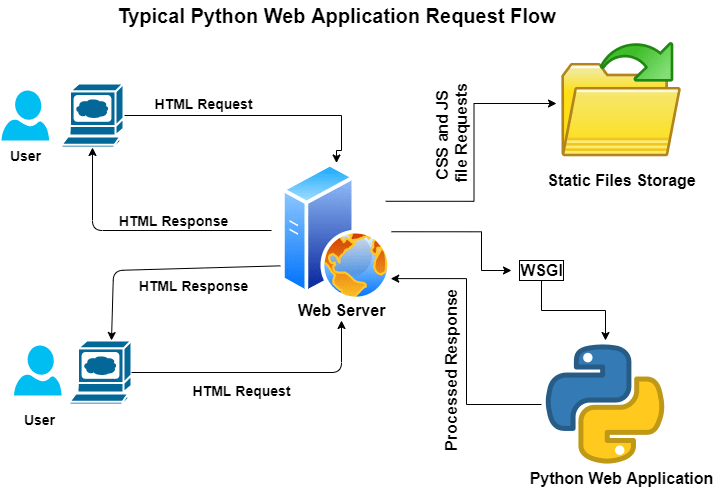 Typical Python Web Application Request Flow
HTML Request
User
HTML Response
CSS and JS
file Requests
Static Files Storage
WSGI
HTML Response
Web Server
Processed Response
User
HTML Request
Python Web Application